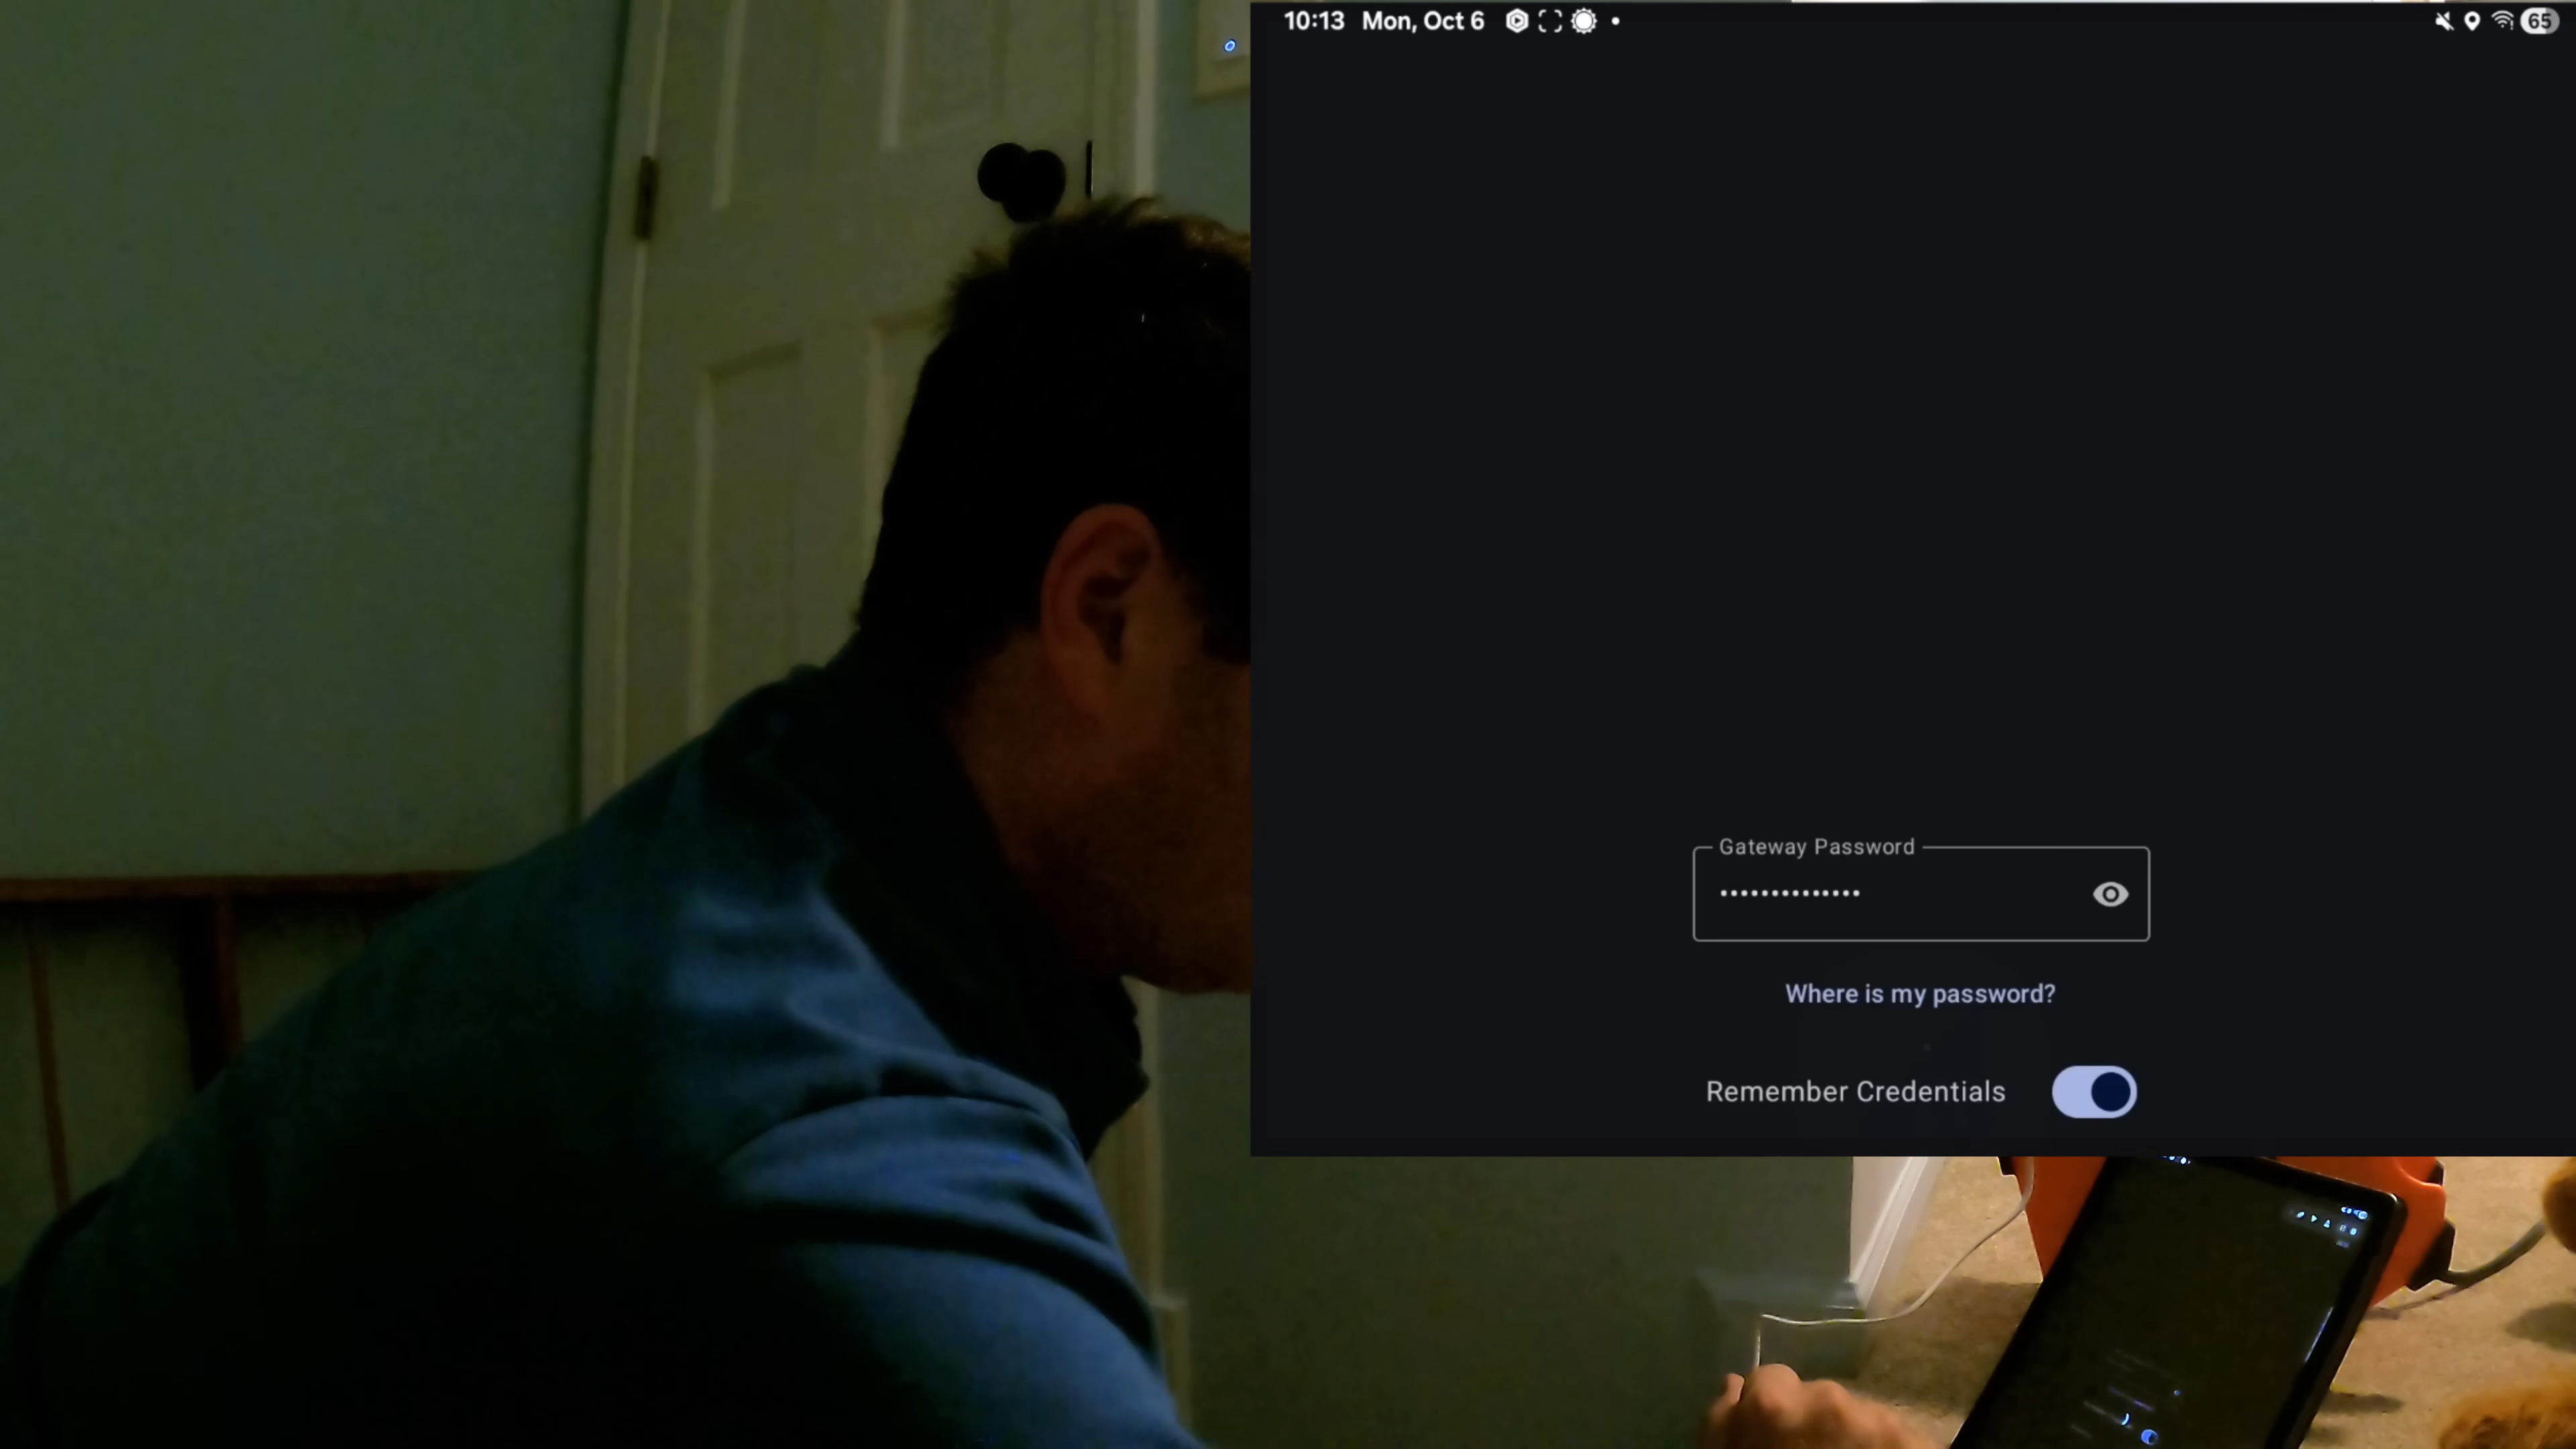 10:13 Mon, Oct 6 65
Gateway Password
••••••••••••••
Where is my password?
Remember Credentials